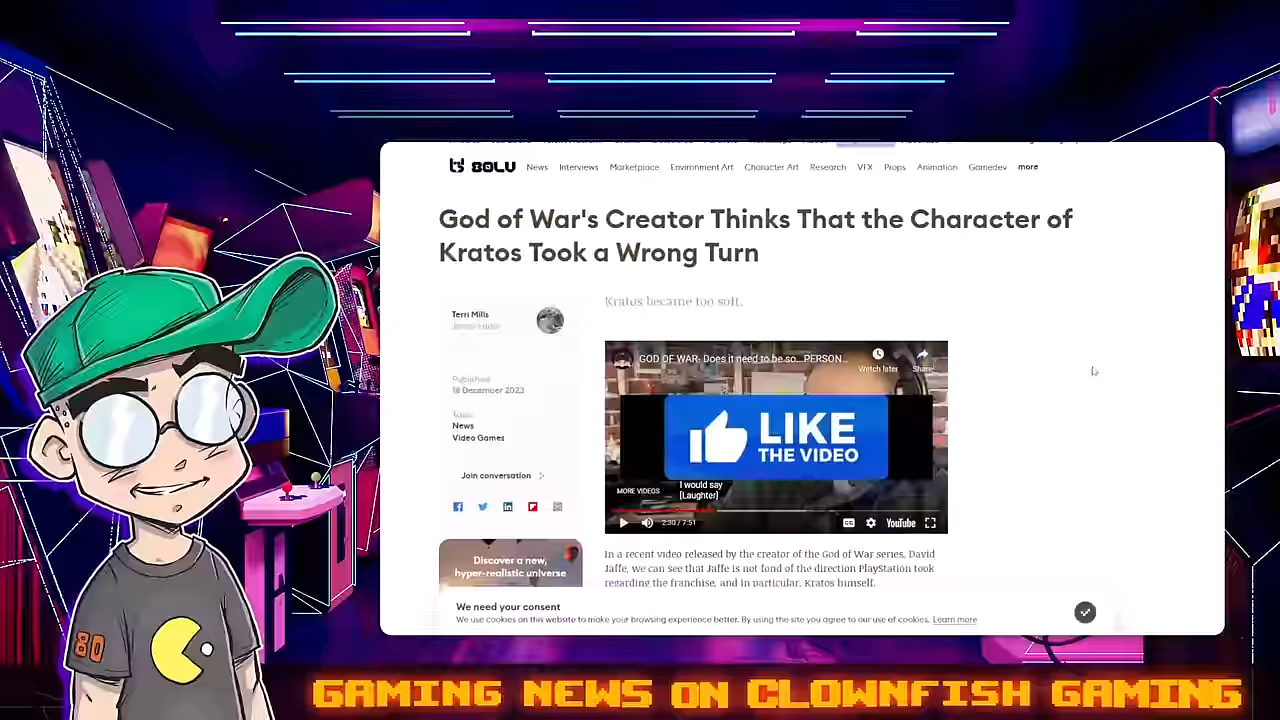 80LV
News Interviews Marketplace Environment Art Character Art Research VFX Props Animation Gamedev more
God of War's Creator Thinks That the Character of
Kratos Took a Wrong Turn
Kratos became too soft.
Terri Mills
Published
18 December 2023
News
Video Games
Join conversation
Discover a new,
hyper-realistic universe
GOD OF WAR- Does it need to be so...PERSON...
Watch later
Share
LIKE
THE VIDEO
MORE VIDEOS
I would say
[Laughter]
2:30 / 7:51
CC
YouTube
In a recent video released by the creator of the God of War series, David
Jaffe, we can see that Jaffe is not fond of the direction PlayStation took
regarding the franchise, and in particular, Kratos himself.
We need your consent
We use cookies on this website to make your browsing experience better. By using the site you agree to our use of cookies. Learn more
80
GAMING NEWS ON CLOWNFISH GAMING